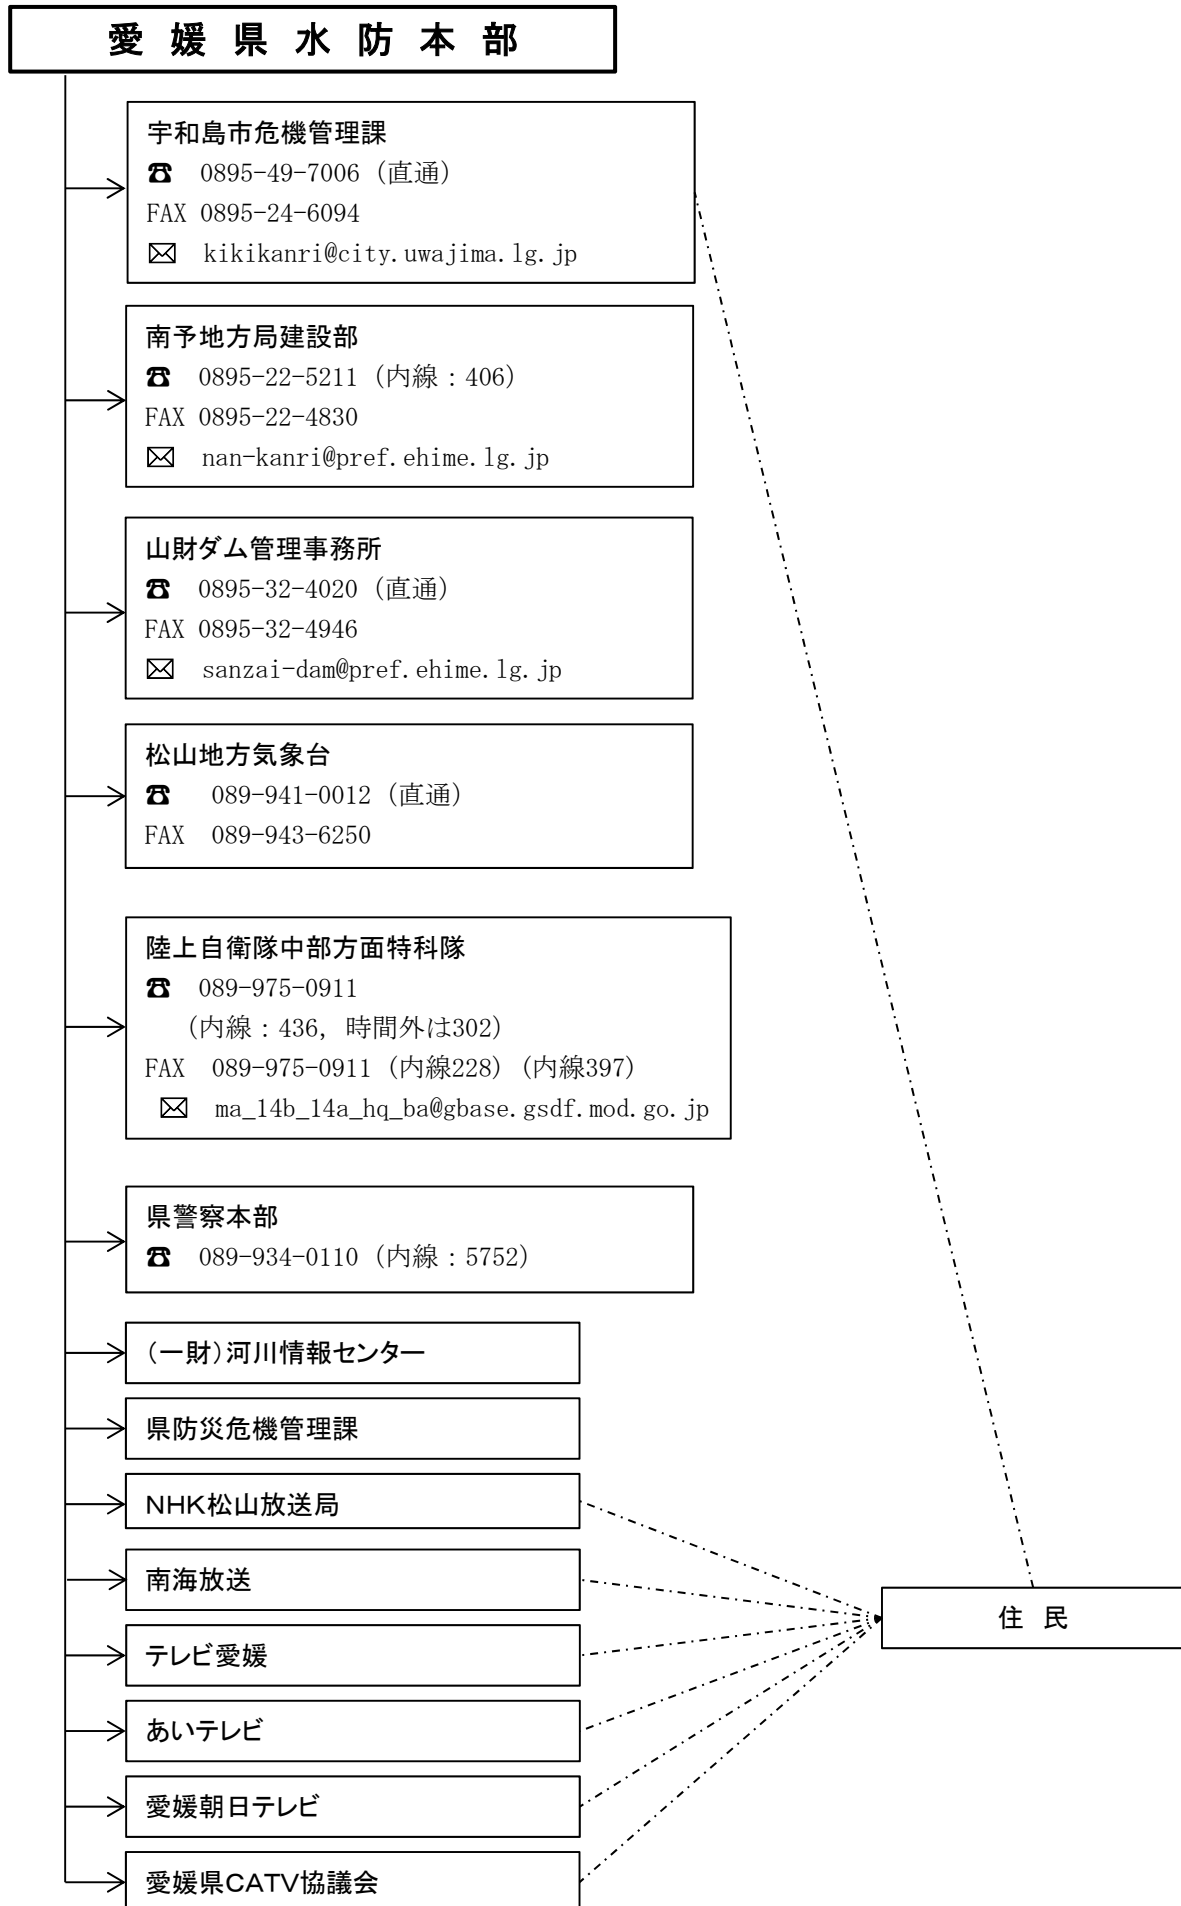 愛媛県水防本部
宇和島市危機管理課
☎ 0895-49-7006（直通）
FAX 0895-24-6094
✉ kikikanri@city.uwajima.lg.jp
南予地方局建設部
☎ 0895-22-5211（内線：406）
FAX 0895-22-4830
✉ nan-kanri@pref.ehime.lg.jp
山財ダム管理事務所
☎ 0895-32-4020（直通）
FAX 0895-32-4946
✉ sanzai-dam@pref.ehime.lg.jp
松山地方気象台
☎ 089-941-0012（直通）
FAX 089-943-6250
陸上自衛隊中部方面特科隊
☎ 089-975-0911
（内線：436，時間外は302）
FAX 089-975-0911（内線228）（内線397）
✉ ma_14b_14a_hq_ba@gbase.gsdf.mod.go.jp
県警察本部
☎ 089-934-0110（内線：5752）
（一財）河川情報センター
県防災危機管理課
NHK松山放送局
南海放送
テレビ愛媛
あいテレビ
愛媛朝日テレビ
愛媛県CATV協議会
住民